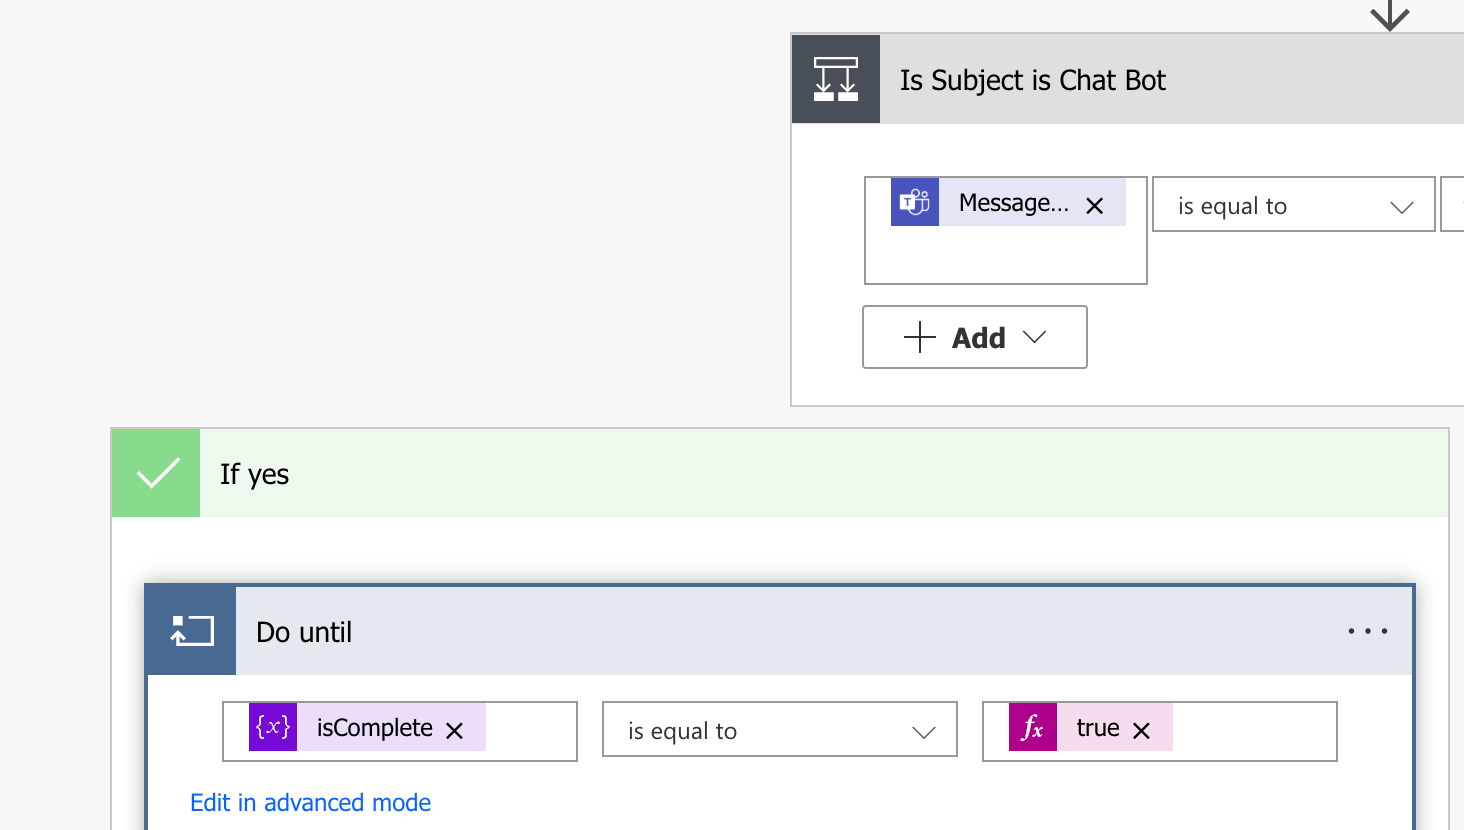 Is Subject is Chat Bot
Message... is equal to
Add
If yes
Do until
{x} isComplete is equal to fx true
Edit in advanced mode